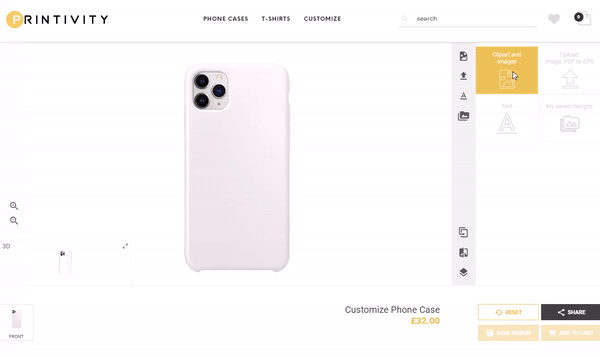 PRINTIVITY
PHONE CASES T-SHIRTS CUSTOMIZE
search
0
Clipart and images
Upload image, PDF or EPS
Text
My saved designs
3D
FRONT
Customize Phone Case
£32.00
RESET
SHARE
SAVE DESIGN
ADD TO CART